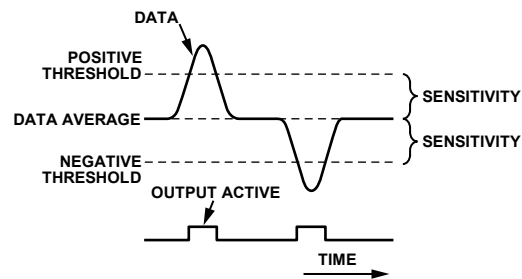 DATA
POSITIVE
THRESHOLD
SENSITIVITY
DATA AVERAGE
SENSITIVITY
NEGATIVE
THRESHOLD
OUTPUT ACTIVE
TIME